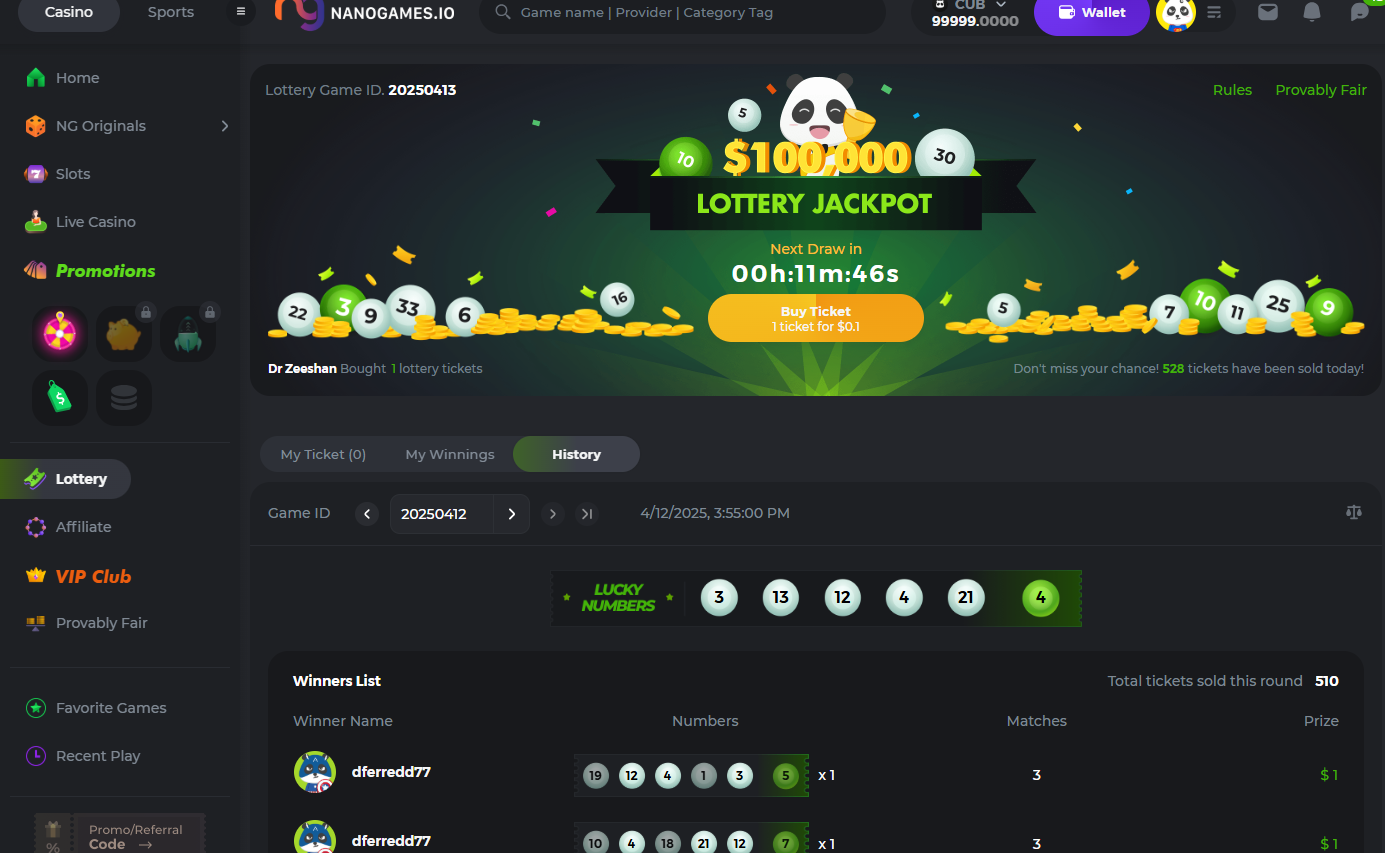 Casino
Sports
NANOGAMES.IO
Game name | Provider | Category Tag
CUB
99999.0000
Wallet
Home
NG Originals
Slots
Live Casino
Promotions
Lottery
Affiliate
VIP Club
Provably Fair
Favorite Games
Recent Play
Promo/Referral
Code
%
Lottery Game ID. 20250413
Rules
Provably Fair
5
10
$100,000
30
LOTTERY JACKPOT
Next Draw in
00h:11m:46s
Buy Ticket
1 ticket for $0.1
22 3 9 33 6 16
5 7 10 11 25 9
Dr Zeeshan Bought 1 lottery tickets
Don't miss your chance! 528 tickets have been sold today!
My Ticket (0)
My Winnings
History
Game ID
20250412
4/12/2025, 3:55:00 PM
LUCKY
NUMBERS
3 13 12 4 21 4
Winners List
Total tickets sold this round 510
Winner Name Numbers Matches Prize
dferredd77 19 12 4 1 3 5 x 1 3 $ 1
dferredd77 10 4 18 21 12 7 x 1 3 $ 1